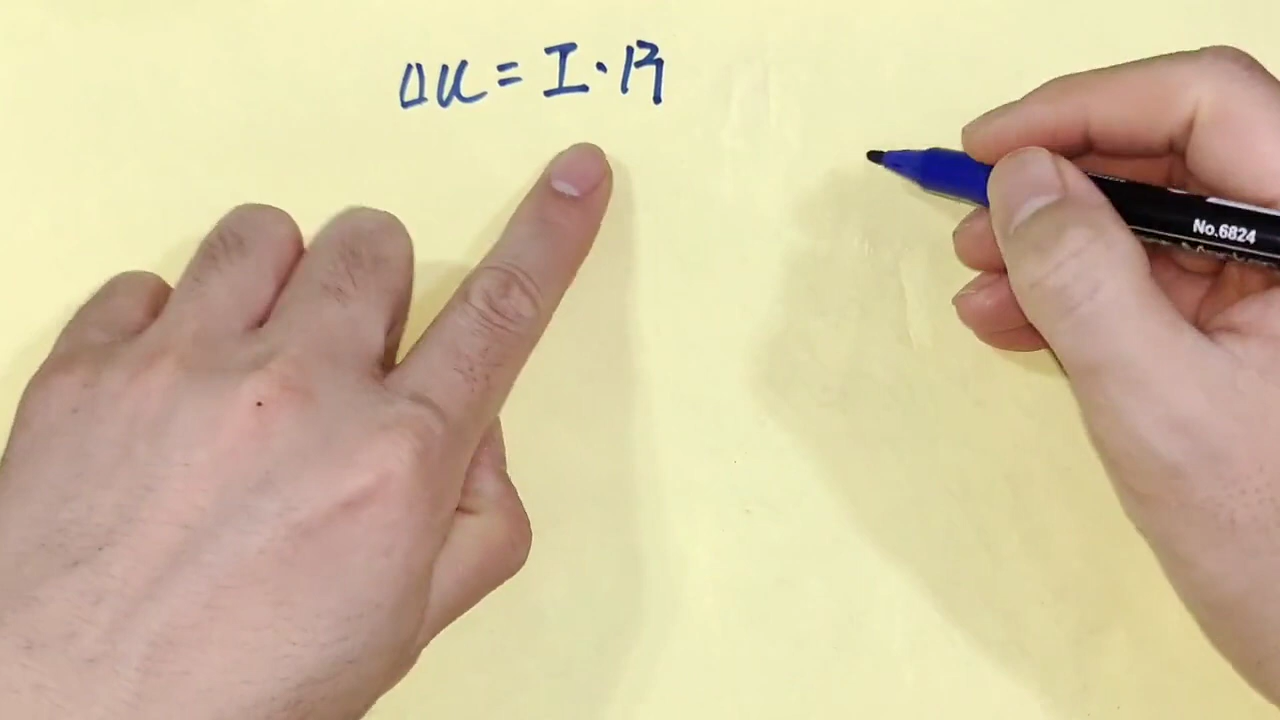 ΔU = I·R
No.6824